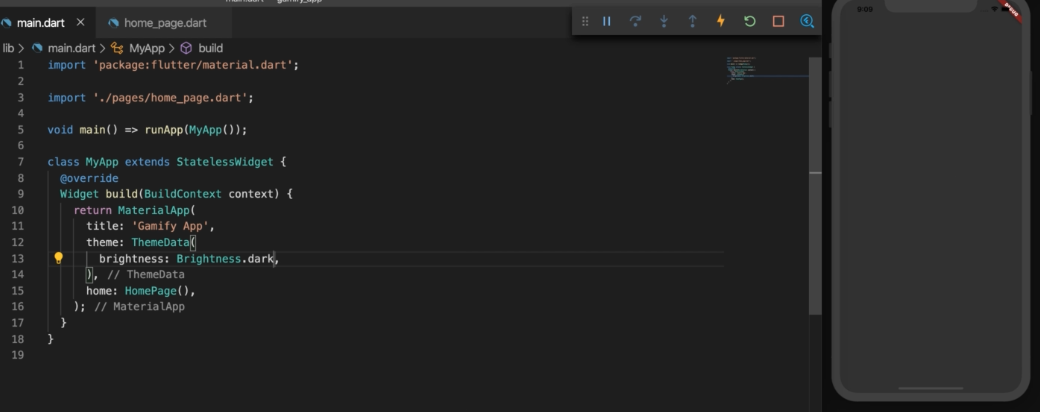 main.dart
home_page.dart
lib > main.dart > MyApp > build
1 import 'package:flutter/material.dart';
2
3 import './pages/home_page.dart';
4
5 void main() => runApp(MyApp());
6
7 class MyApp extends StatelessWidget {
8 @override
9 Widget build(BuildContext context) {
10 return MaterialApp(
11 title: 'Gamify App',
12 theme: ThemeData(
13 brightness: Brightness.dark,
14 ), // ThemeData
15 home: HomePage(),
16 ); // MaterialApp
17 }
18 }
19
9:09